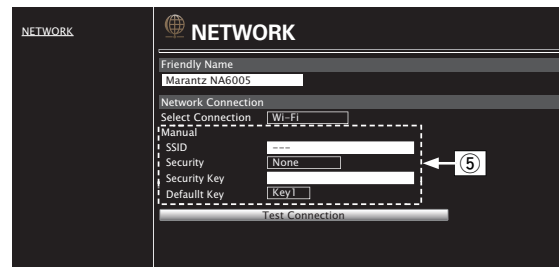 NETWORK
NETWORK
Friendly Name
Marantz NA6005
Network Connection
Select Connection Wi-Fi
Manual
SSID ---
Security None
⑤
Security Key
Defaullt Key Key1
Test Connection